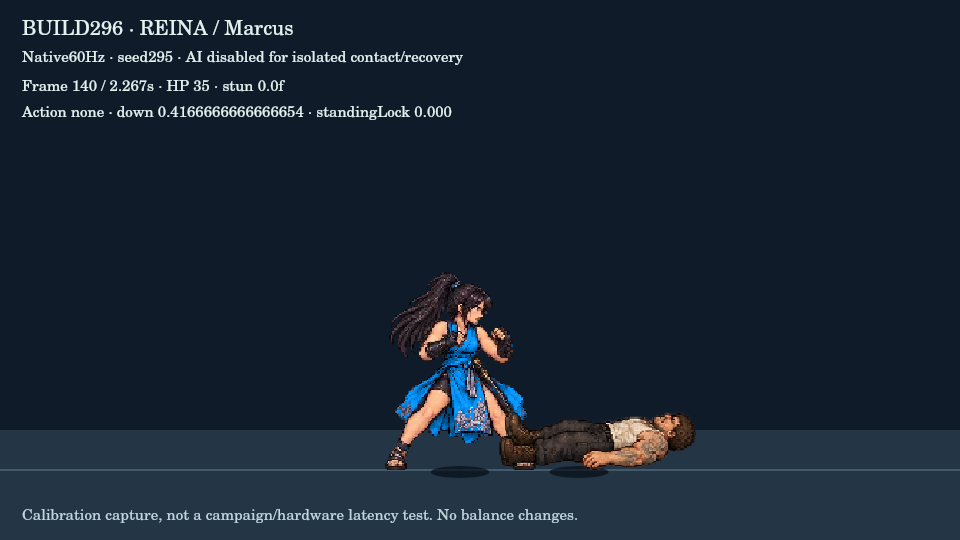 BUILD296 · REINA / Marcus
Native60Hz · seed295 · AI disabled for isolated contact/recovery
Frame 140 / 2.267s · HP 35 · stun 0.0f
Action none · down 0.4166666666666654 · standingLock 0.000
Calibration capture, not a campaign/hardware latency test. No balance changes.